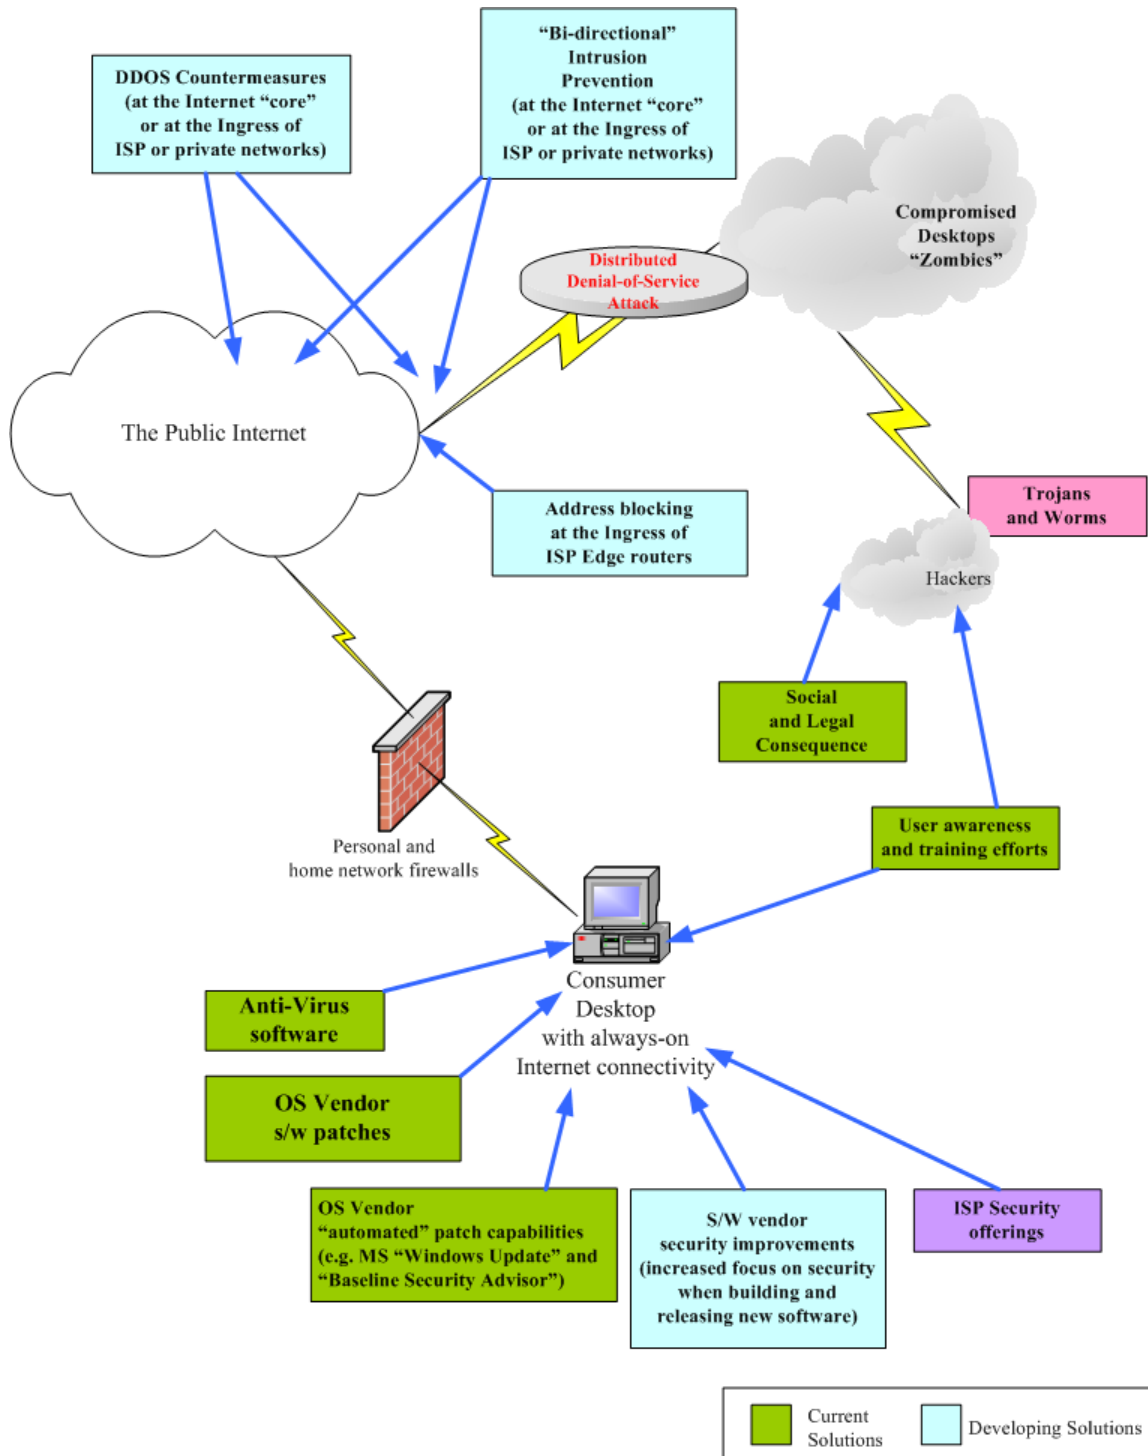 DDOS Countermeasures
(at the Internet “core”
or at the Ingress of
ISP or private networks)
“Bi-directional”
Intrusion
Prevention
(at the Internet “core”
or at the Ingress of
ISP or private networks)
Compromised
Desktops
“Zombies”
Distributed
Denial-of-Service
Attack
The Public Internet
Address blocking
at the Ingress of
ISP Edge routers
Trojans
and Worms
Hackers
Social
and Legal
Consequence
User awareness
and training efforts
Personal and
home network firewalls
Consumer
Desktop
with always-on
Internet connectivity
Anti-Virus
software
OS Vendor
s/w patches
OS Vendor
“automated” patch capabilities
(e.g. MS “Windows Update” and
“Baseline Security Advisor”)
S/W vendor
security improvements
(increased focus on security
when building and
releasing new software)
ISP Security
offerings
Current
Solutions
Developing Solutions